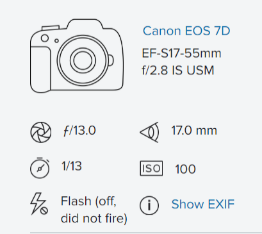 Canon EOS 7D
EF-S17-55mm
f/2.8 IS USM
ƒ/13.0
17.0 mm
1/13
ISO
100
Flash (off,
did not fire)
i
Show EXIF